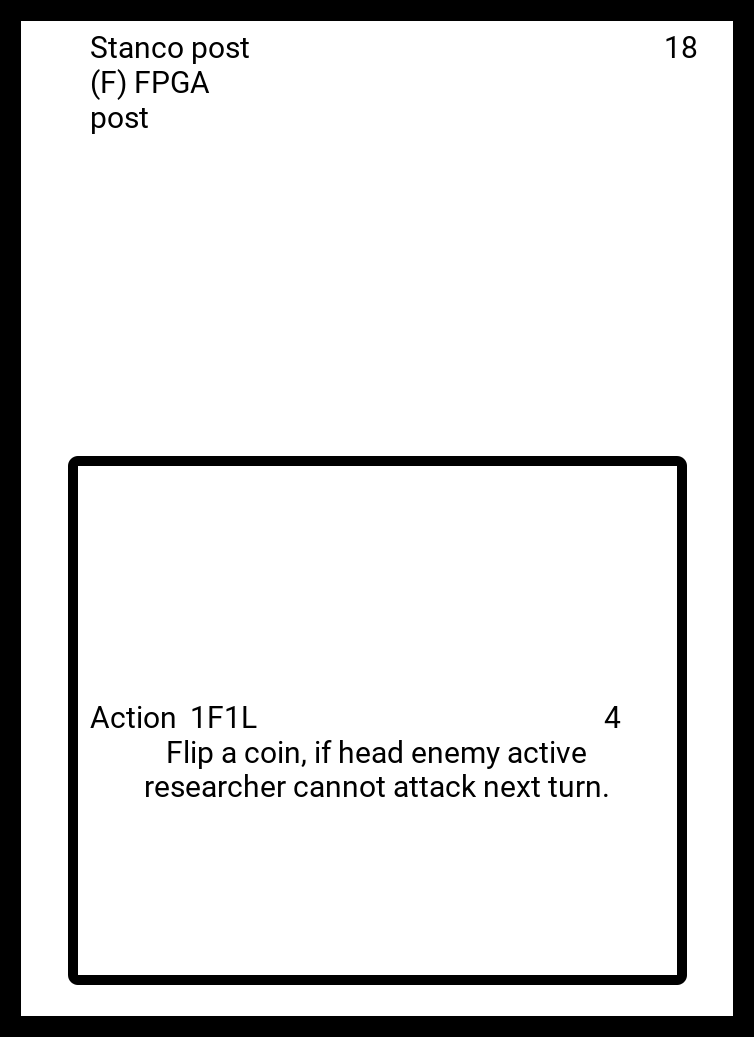 Stanco post 18
(F) FPGA
post
Action 1F1L 4
Flip a coin, if head enemy active
researcher cannot attack next turn.